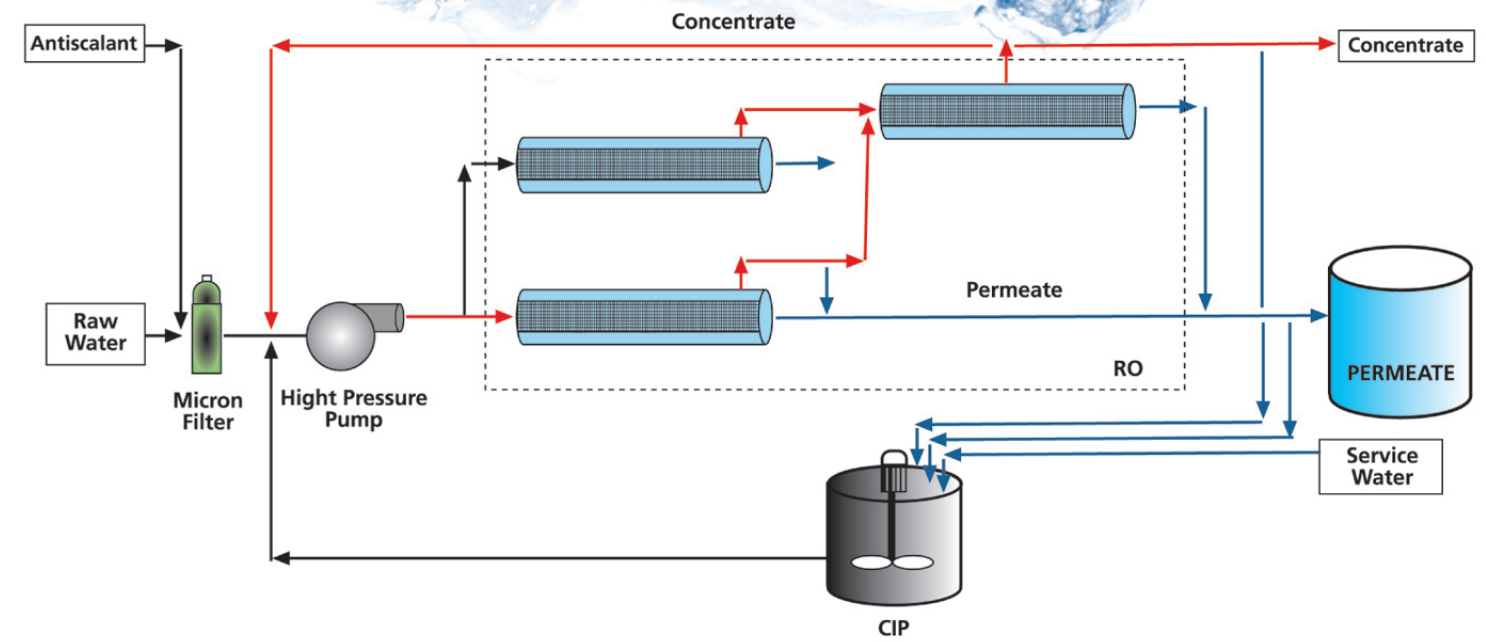 Concentrate
Antiscalant
Concentrate
Raw
Water
Micron
Filter
Hight Pressure
Pump
Permeate
RO
PERMEATE
Service
Water
CIP